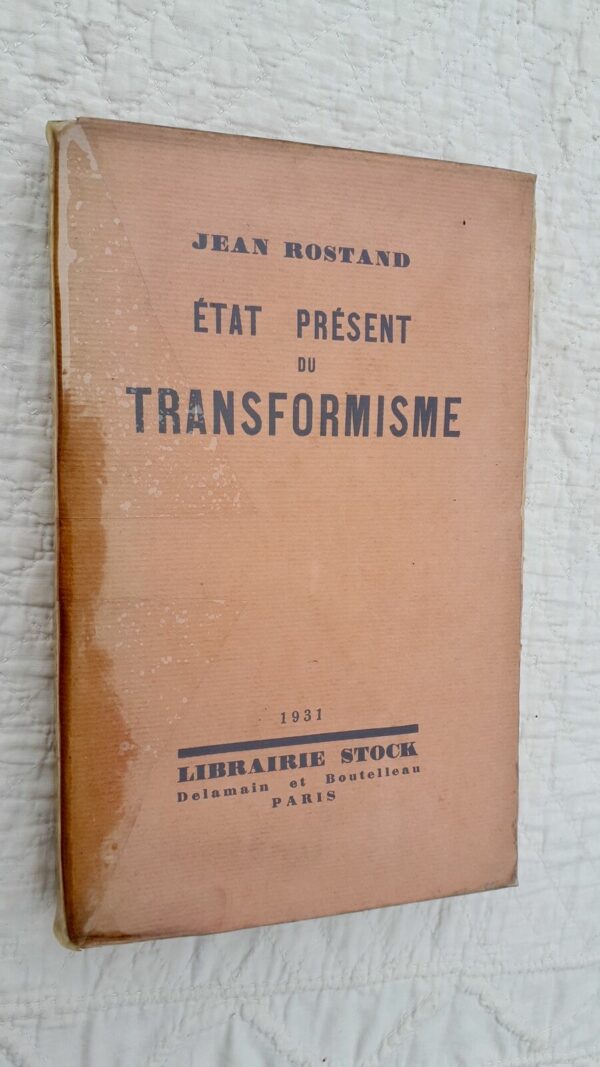 JEAN ROSTAND
ÉTAT PRÉSENT
DU
TRANSFORMISME
1931
LIBRAIRIE STOCK
Delamain et Boutelleau
PARIS